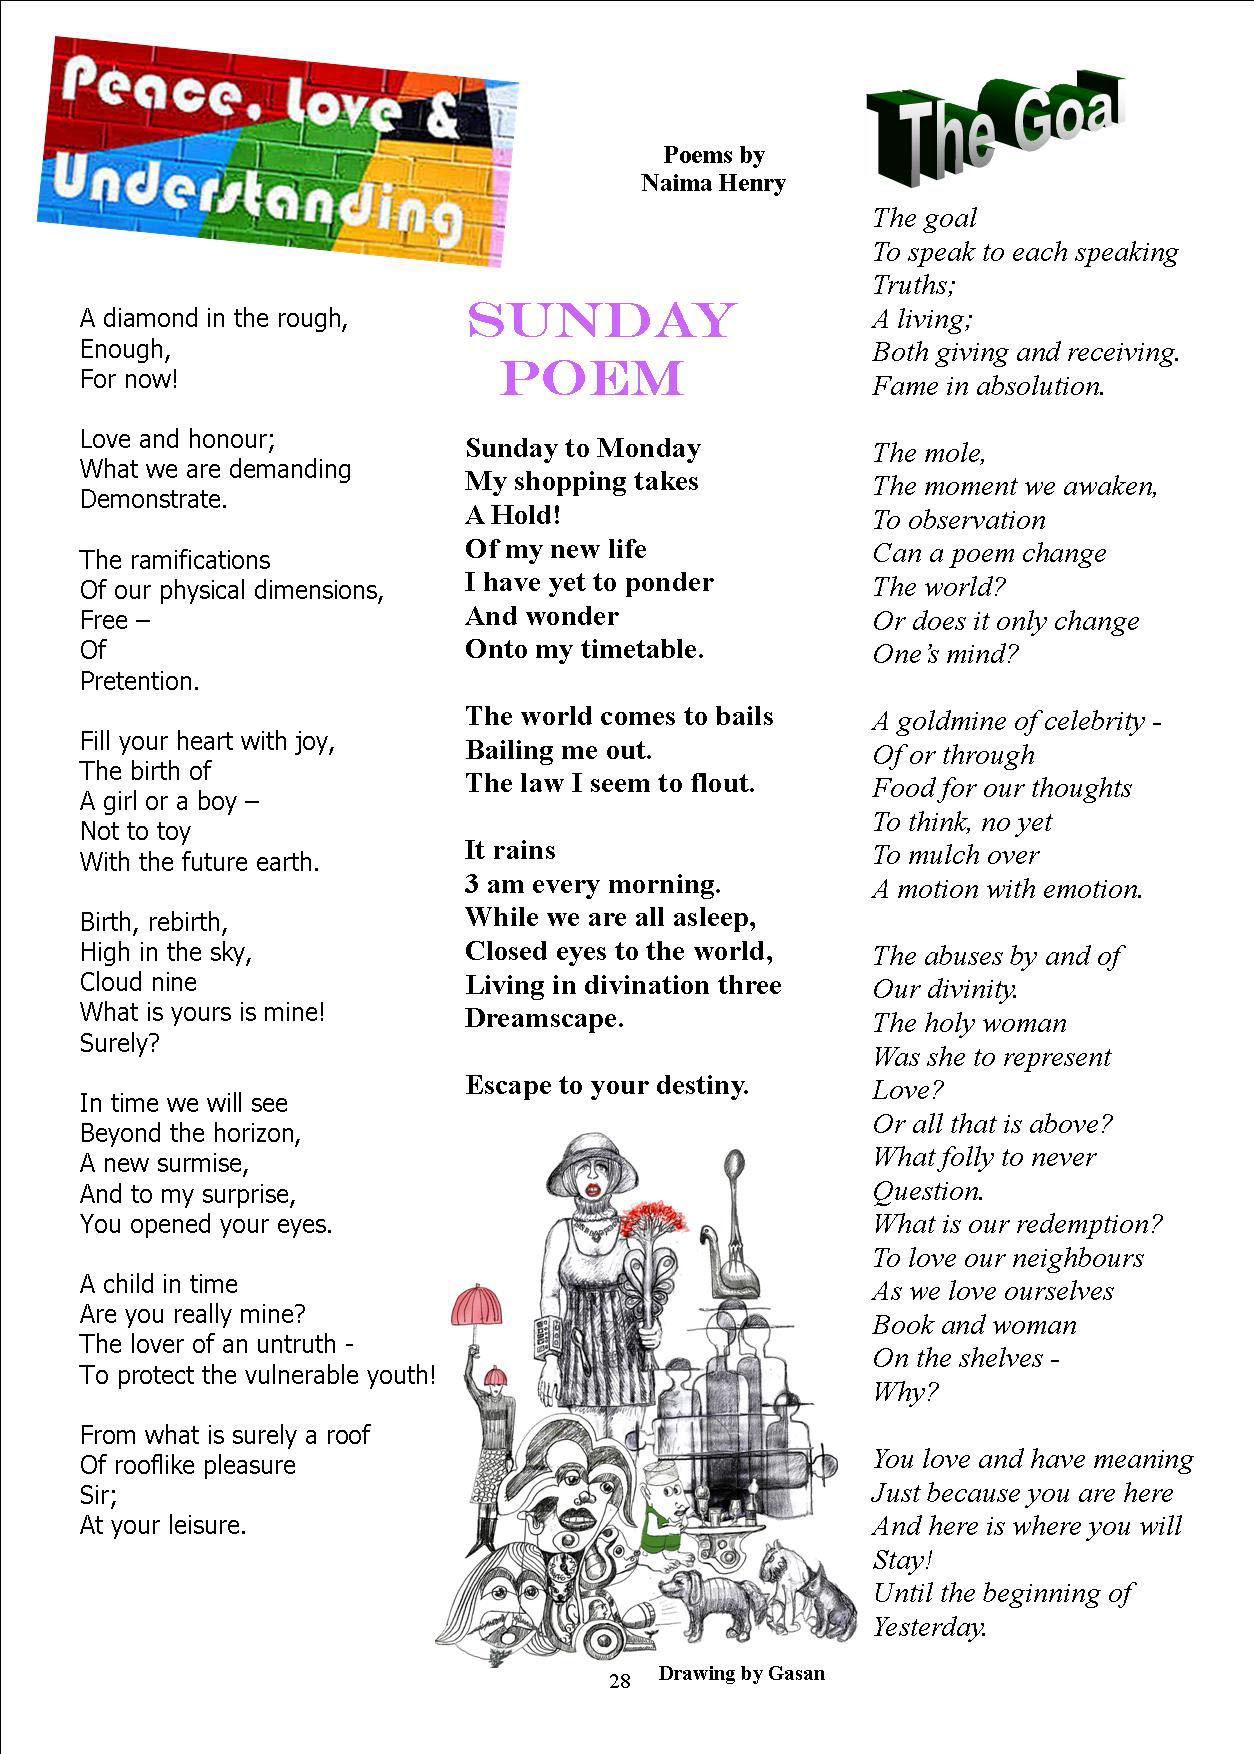 Peace, Love &
Understanding
A diamond in the rough,
Enough,
For now!
Love and honour;
What we are demanding
Demonstrate.
The ramifications
Of our physical dimensions,
Free –
Of
Pretention.
Fill your heart with joy,
The birth of
A girl or a boy –
Not to toy
With the future earth.
Birth, rebirth,
High in the sky,
Cloud nine
What is yours is mine!
Surely?
In time we will see
Beyond the horizon,
A new surmise,
And to my surprise,
You opened your eyes.
A child in time
Are you really mine?
The lover of an untruth -
To protect the vulnerable youth!
From what is surely a roof
Of rooflike pleasure
Sir;
At your leisure.
Poems by
Naima Henry
SUNDAY
POEM
Sunday to Monday
My shopping takes
A Hold!
Of my new life
I have yet to ponder
And wonder
Onto my timetable.
The world comes to bails
Bailing me out.
The law I seem to flout.
It rains
3 am every morning.
While we are all asleep,
Closed eyes to the world,
Living in divination three
Dreamscape.
Escape to your destiny.
The Goal
The goal
To speak to each speaking
Truths;
A living;
Both giving and receiving.
Fame in absolution.
The mole,
The moment we awaken,
To observation
Can a poem change
The world?
Or does it only change
One’s mind?
A goldmine of celebrity -
Of or through
Food for our thoughts
To think, no yet
To mulch over
A motion with emotion.
The abuses by and of
Our divinity.
The holy woman
Was she to represent
Love?
Or all that is above?
What folly to never
Question.
What is our redemption?
To love our neighbours
As we love ourselves
Book and woman
On the shelves -
Why?
You love and have meaning
Just because you are here
And here is where you will
Stay!
Until the beginning of
Yesterday.
28
Drawing by Gasan